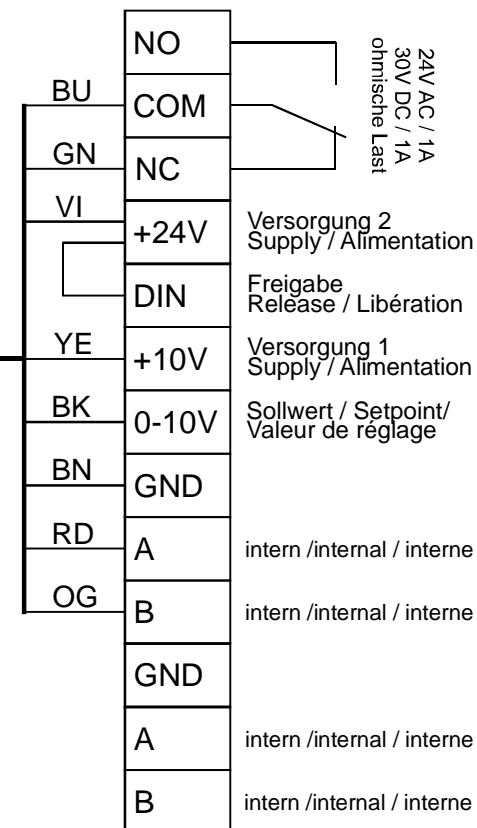 NO
24V AC / 1A
30V DC / 1A
ohmische Last
BU
COM
GN
NC
VI
+24V
Versorgung 2
Supply / Alimentation
DIN
Freigabe
Release / Libération
YE
+10V
Versorgung 1
Supply / Alimentation
BK
0-10V
Sollwert / Setpoint/
Valeur de réglage
BN
GND
RD
A
intern /internal / interne
OG
B
intern /internal / interne
GND
A
intern /internal / interne
B
intern /internal / interne